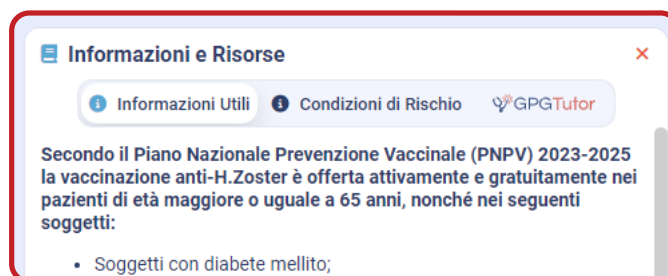 Informazioni e Risorse
Informazioni Utili Condizioni di Rischio GPGTutor
Secondo il Piano Nazionale Prevenzione Vaccinale (PNPV) 2023-2025
la vaccinazione anti-H.Zoster è offerta attivamente e gratuitamente nei
pazienti di età maggiore o uguale a 65 anni, nonché nei seguenti
soggetti:
• Soggetti con diabete mellito;